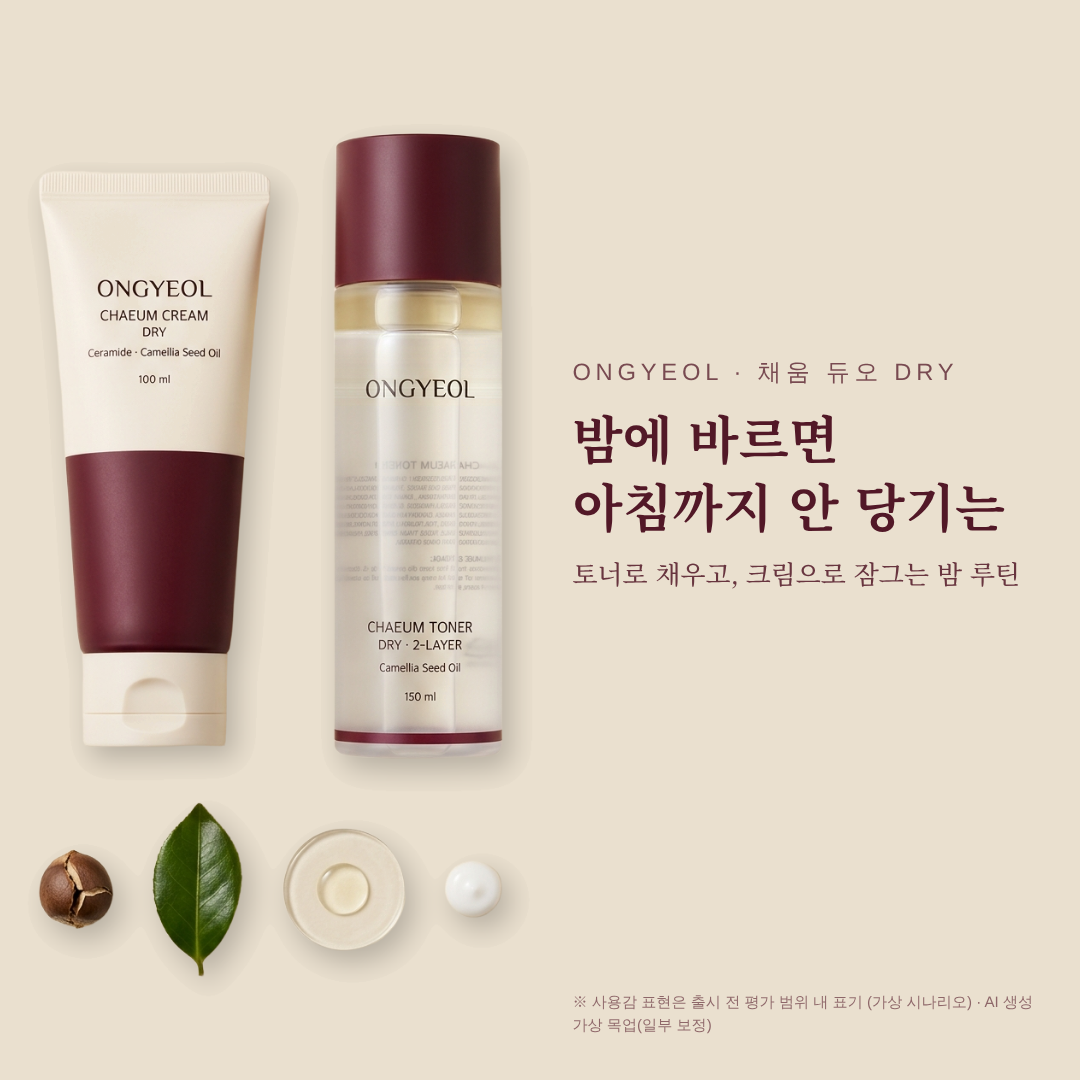 ONGYEOL
CHAEUM CREAM
DRY
Ceramide · Camellia Seed Oil
100 ml
ONGYEOL
CHAEUM TONER
DRY · 2-LAYER
Camellia Seed Oil
150 ml
ONGYEOL · 채움 듀오 DRY
밤에 바르면
아침까지 안 당기는
토너로 채우고, 크림으로 잠그는 밤 루틴
※ 사용감 표현은 출시 전 평가 범위 내 표기 (가상 시나리오) · AI 생성
가상 목업(일부 보정)